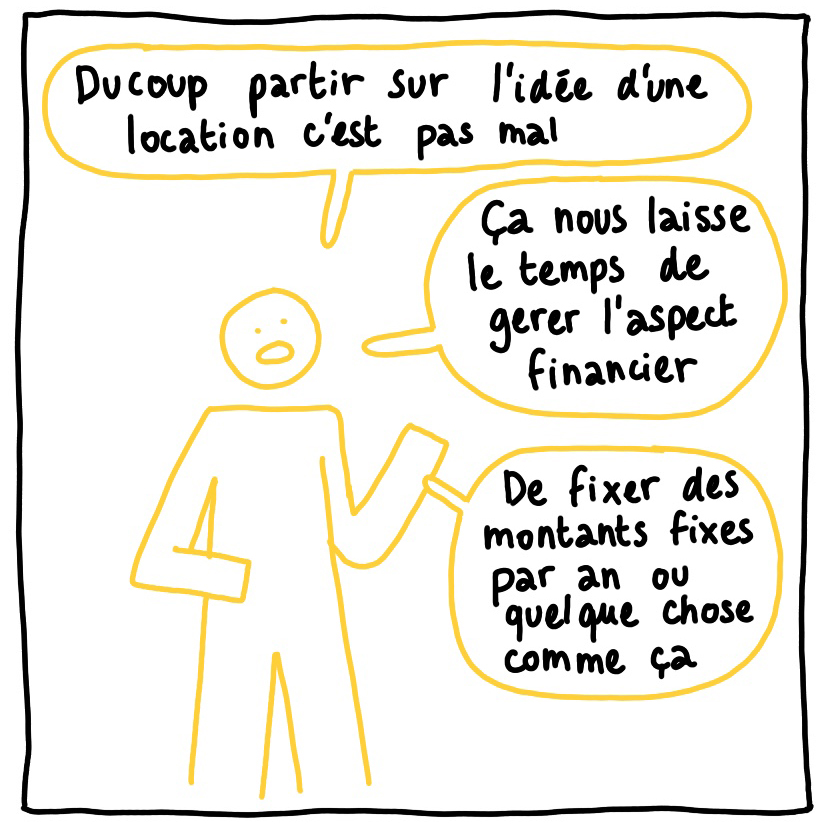 Ducoup partir sur l'idée d'une
location c'est pas mal
Ça nous laisse
le temps de
gerer l'aspect
financier
De fixer des
montants fixes
par an ou
quelque chose
comme ça